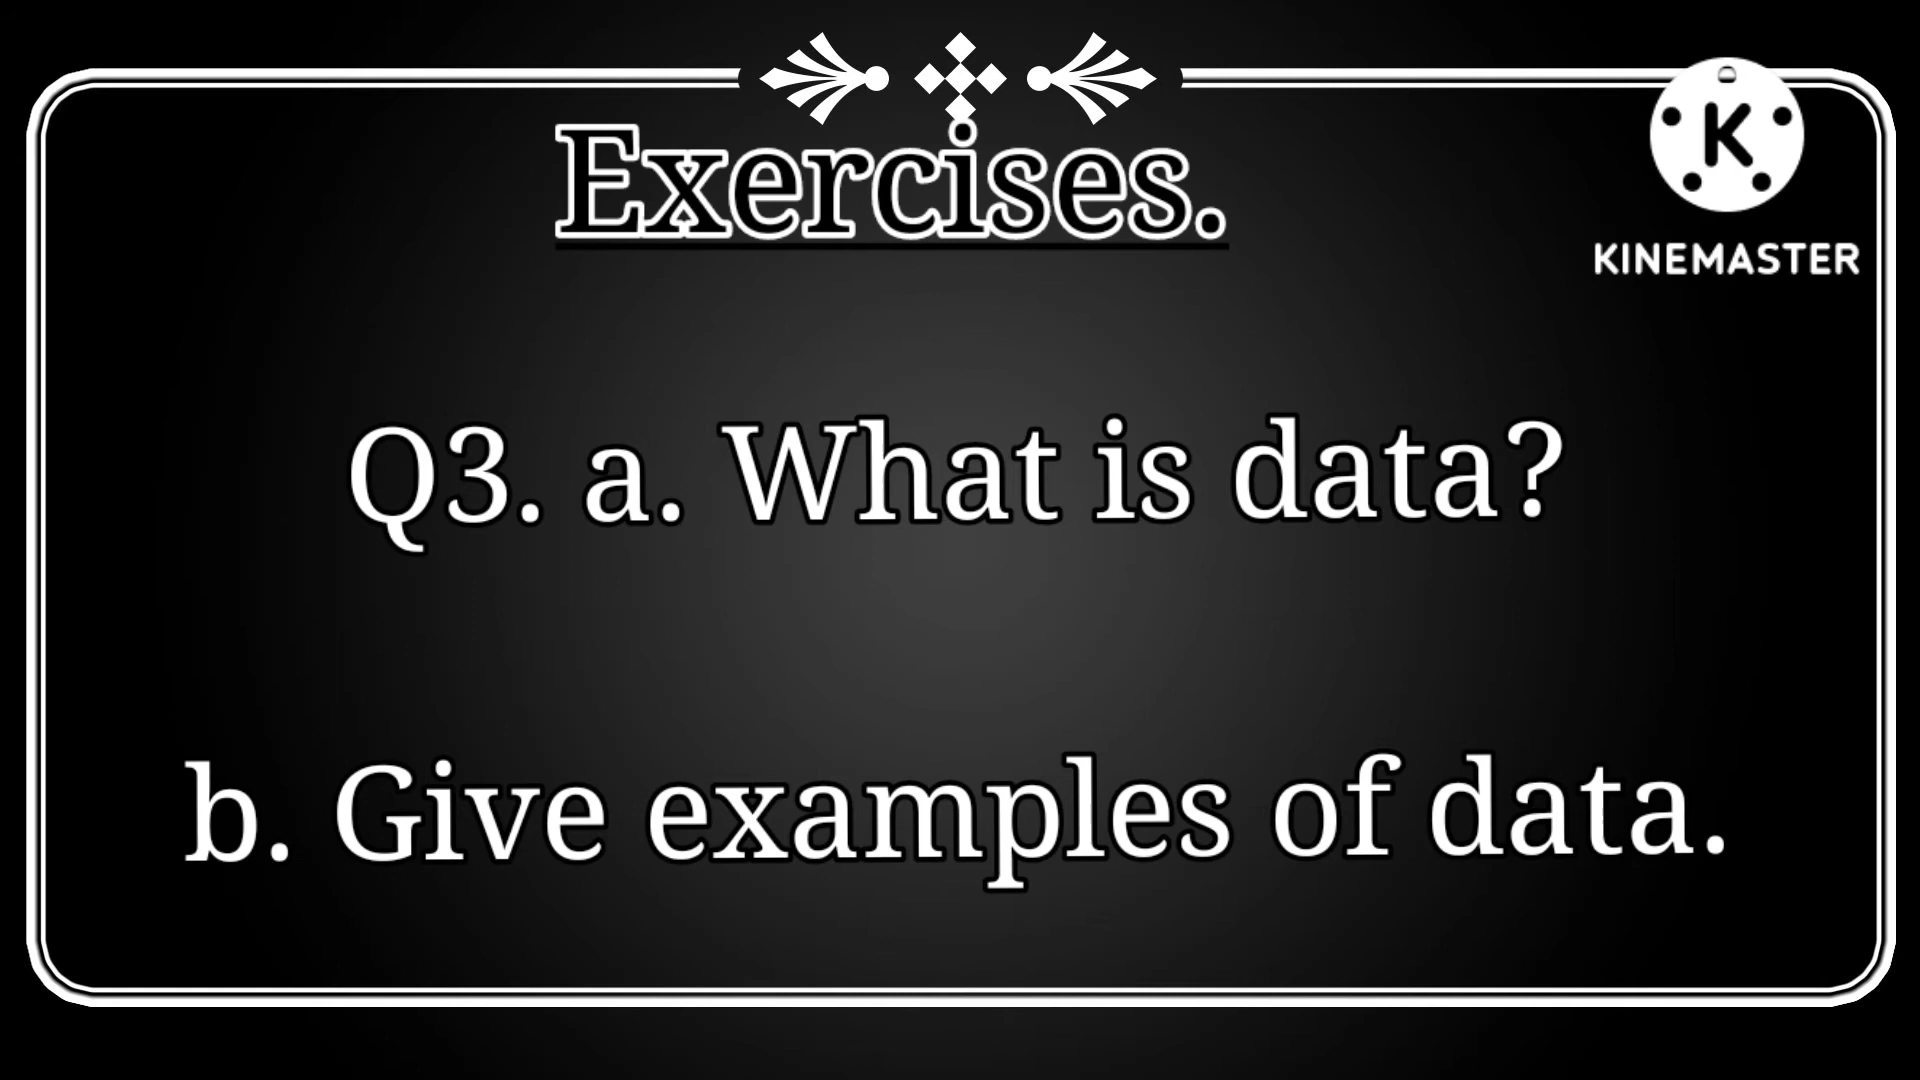 Exercises.
K
KINEMASTER
Q3. a. What is data?
b. Give examples of data.